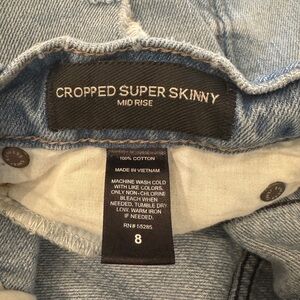 CROPPED SUPER SKINNY
MID RISE
100% COTTON
MADE IN VIETNAM
MACHINE WASH COLD
WITH LIKE COLORS.
ONLY NON-CHLORINE
BLEACH WHEN
NEEDED. TUMBLE DRY
LOW. WARM IRON
IF NEEDED.
RN# 55285
8